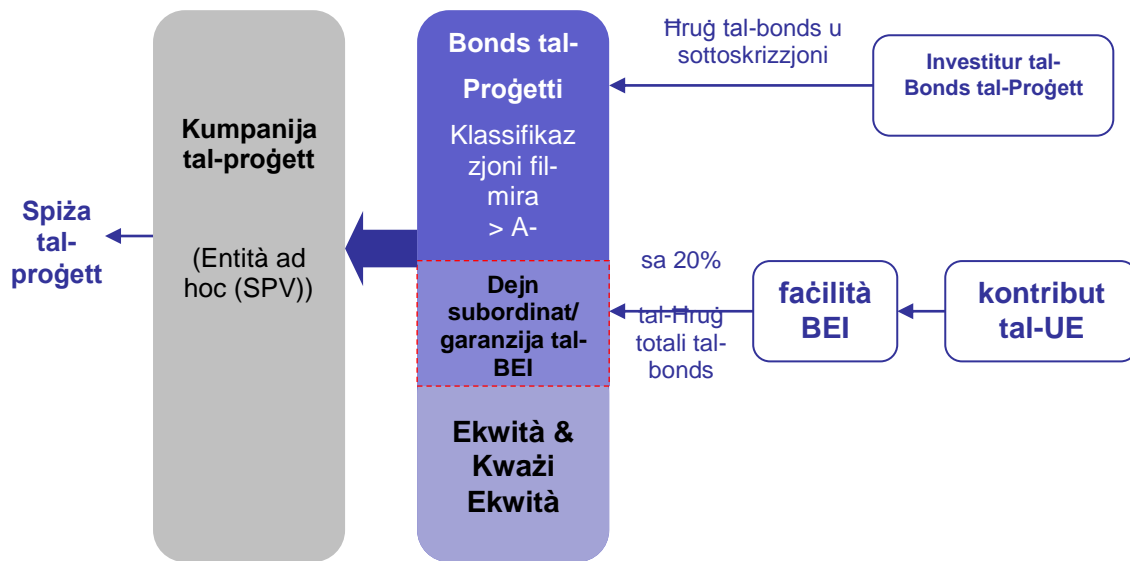 Spiża
tal-
proġett
Kumpanija
tal-proġett
(Entità ad
hoc (SPV))
Bonds tal-
Proġetti
Klassifikaz
zjoni fil-
mira
> A-
Dejn
subordinat/
garanzija tal-
BEI
Ekwità &
Kważi
Ekwità
Ħruġ tal-bonds u
sottoskrizzjoni
Investitur tal-
Bonds tal-Proġett
sa 20%
tal-Ħruġ
totali tal-
bonds
faċilità
BEI
kontribut
tal-UE